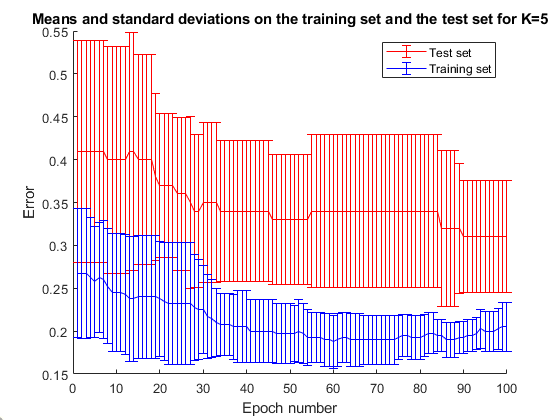 Means and standard deviations on the training set and the test set for K=5
Test set
Training set
Error
0.55
0.5
0.45
0.4
0.35
0.3
0.25
0.2
0.15
0 10 20 30 40 50 60 70 80 90 100
Epoch number